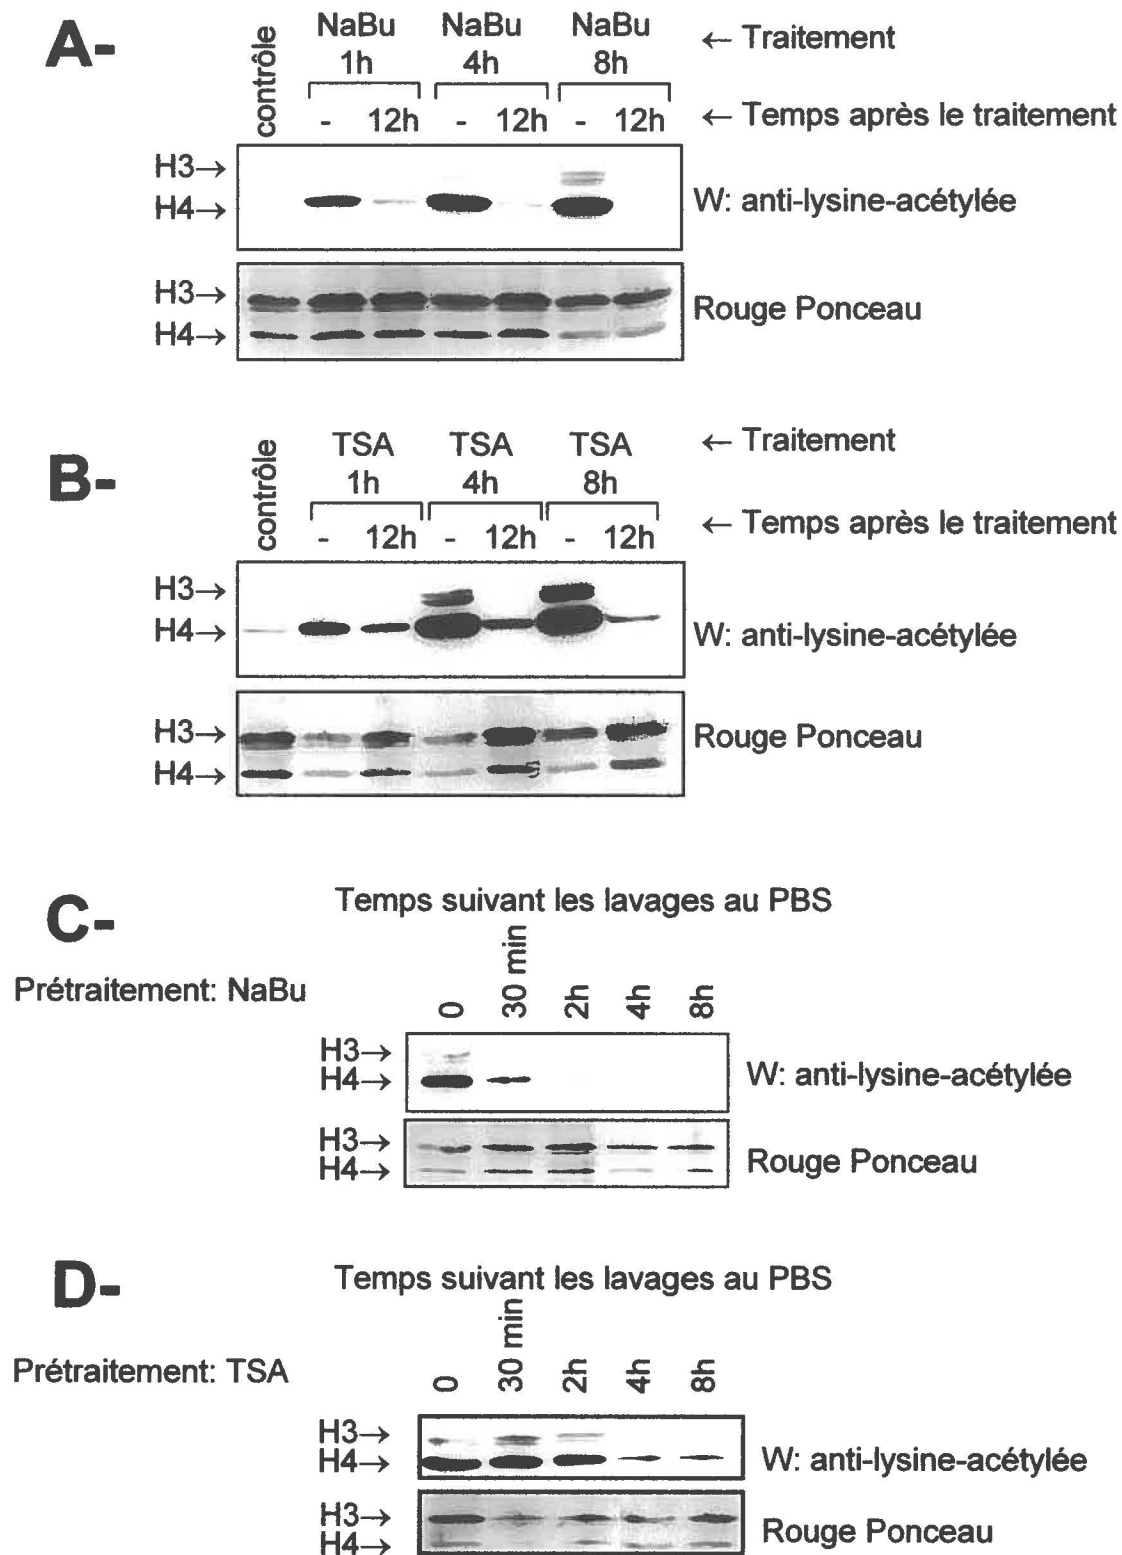 A-
contrôle
NaBu NaBu NaBu ← Traitement
1h 4h 8h
- 12h - 12h - 12h ← Temps après le traitement
H3→
H4→ W: anti-lysine-acétylée
H3→ Rouge Ponceau
H4→
B-
contrôle
TSA TSA TSA ← Traitement
1h 4h 8h
- 12h - 12h - 12h ← Temps après le traitement
H3→
H4→ W: anti-lysine-acétylée
H3→ Rouge Ponceau
H4→
C- Temps suivant les lavages au PBS
Prétraitement: NaBu 0 30 min 2h 4h 8h
H3→
H4→ W: anti-lysine-acétylée
H3→
H4→ Rouge Ponceau
D- Temps suivant les lavages au PBS
Prétraitement: TSA 0 30 min 2h 4h 8h
H3→
H4→ W: anti-lysine-acétylée
H3→
H4→ Rouge Ponceau